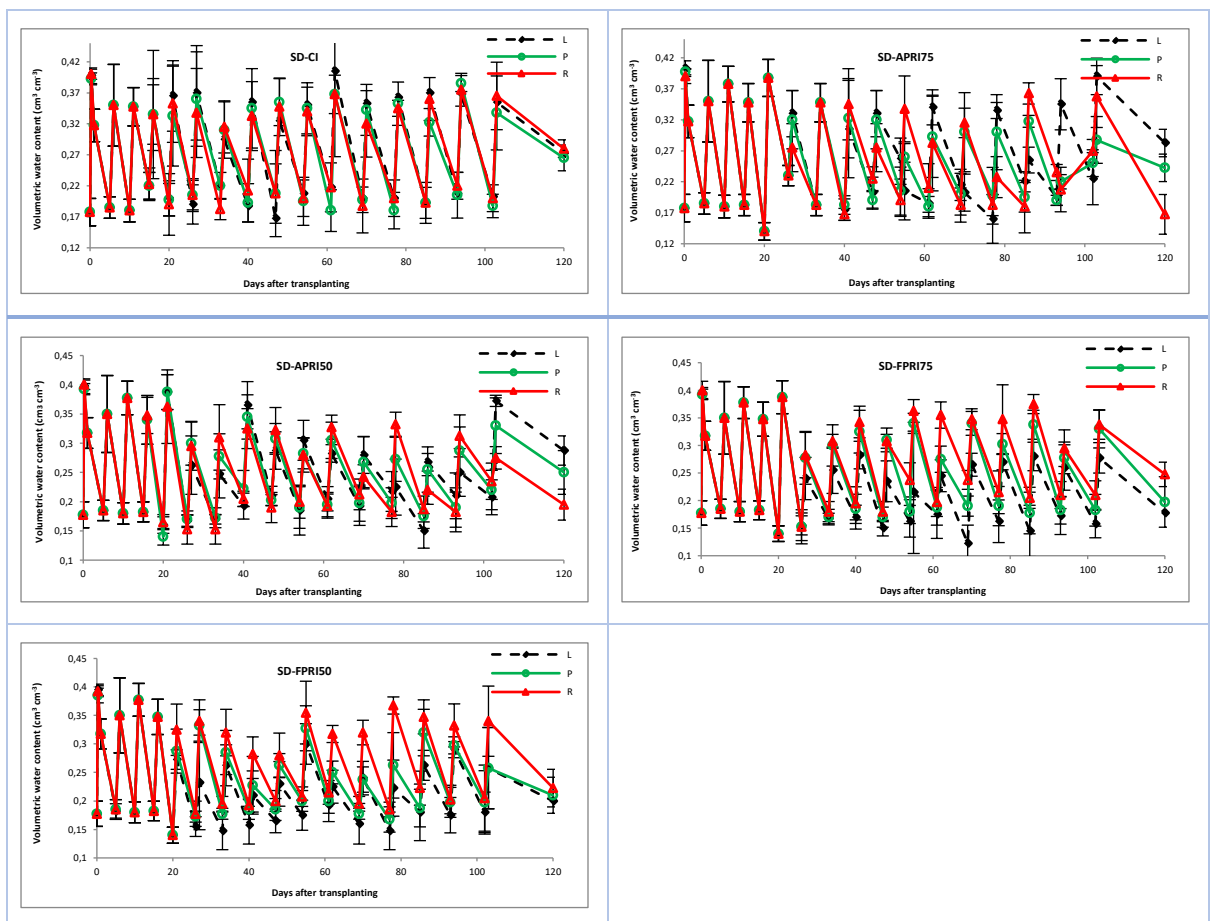 SD-CI
L
P
R
Volumetric water content (cm³ cm⁻³)
0,42
0,37
0,32
0,27
0,22
0,17
0,12
0 20 40 60 80 100 120
Days after transplanting
SD-APRI75
L
P
R
Volumetric water content (cm³ cm⁻³)
0,42
0,37
0,32
0,27
0,22
0,17
0,12
0 20 40 60 80 100 120
Days after transplanting
SD-APRI50
L
P
R
Volumetric water content (cm3 cm⁻³)
0,45
0,4
0,35
0,3
0,25
0,2
0,15
0,1
0 20 40 60 80 100 120
Days after transplanting
SD-FPRI75
L
P
R
Volumetric water content (cm³ cm⁻³)
0,45
0,4
0,35
0,3
0,25
0,2
0,15
0,1
0 20 40 60 80 100 120
Days after transplanting
SD-FPRI50
L
P
R
Volumetric water content (cm³ cm⁻³)
0,45
0,4
0,35
0,3
0,25
0,2
0,15
0,1
0 20 40 60 80 100 120
Days after transplanting